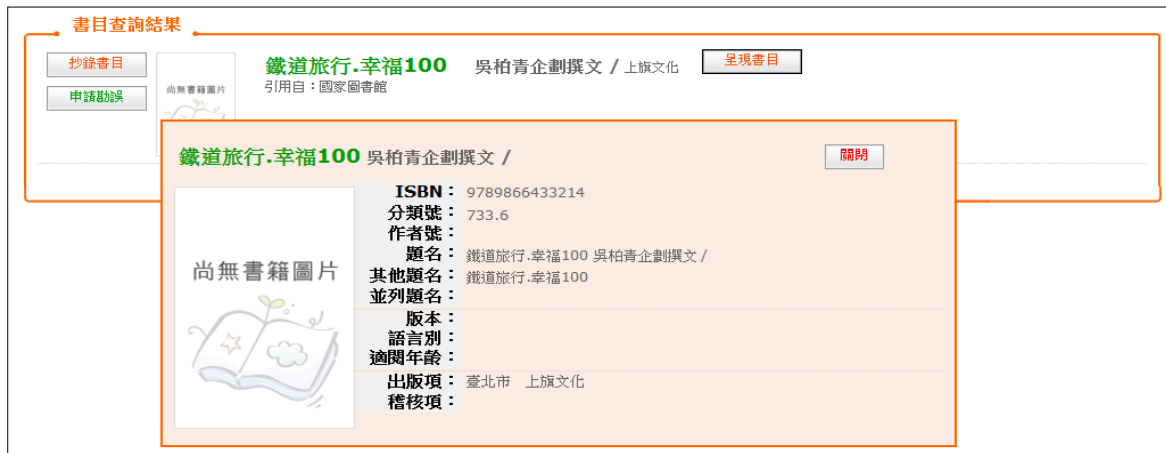 書目查詢結果
抄錄書目
申請勘誤
尚無書籍圖片
鐵道旅行.幸福100 吳柏青企劃撰文 / 上旗文化 呈現書目
引用自：國家圖書館
鐵道旅行.幸福100 吳柏青企劃撰文 / 關閉
尚無書籍圖片
ISBN： 9789866433214
分類號： 733.6
作者號：
題名： 鐵道旅行.幸福100 吳柏青企劃撰文 /
其他題名： 鐵道旅行.幸福100
並列題名：
版本：
語言別：
適閱年齡：
出版項： 臺北市 上旗文化
稽核項：